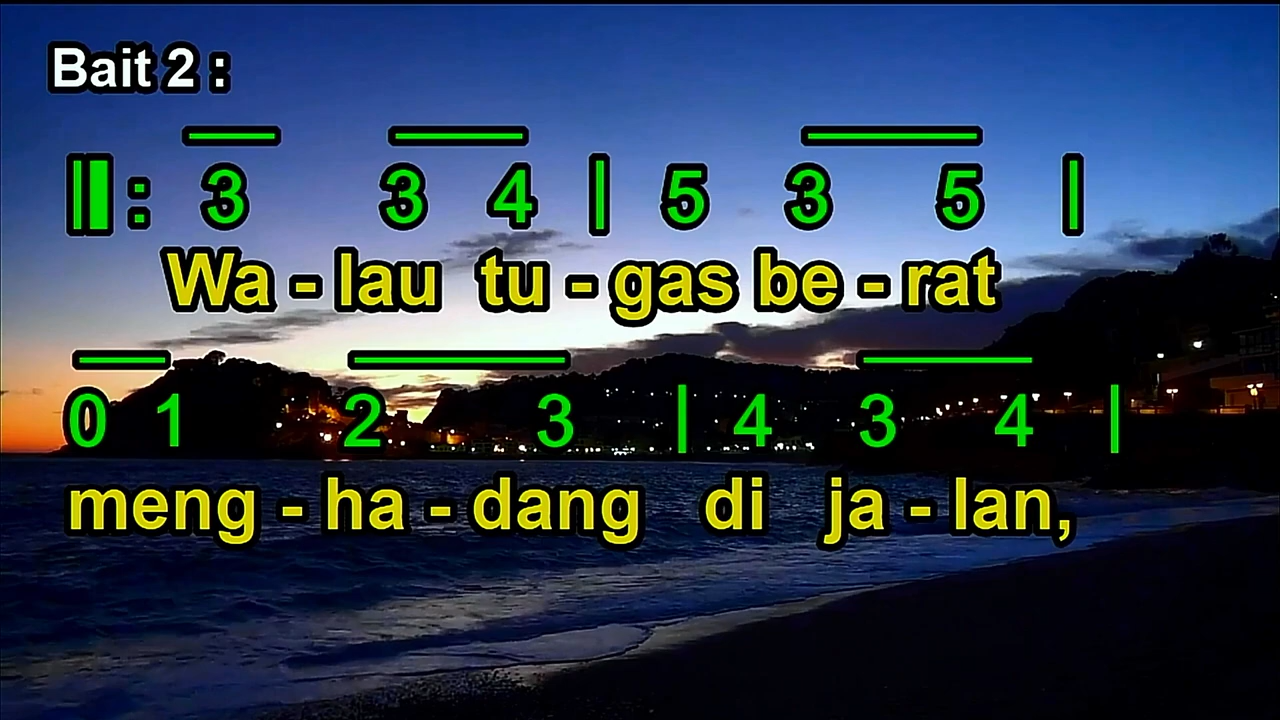 Bait 2 :
||: 3 3 4 | 5 3 5 |
Wa - lau tu - gas be - rat
0 1 2 3 | 4 3 4 |
meng - ha - dang di ja - lan,